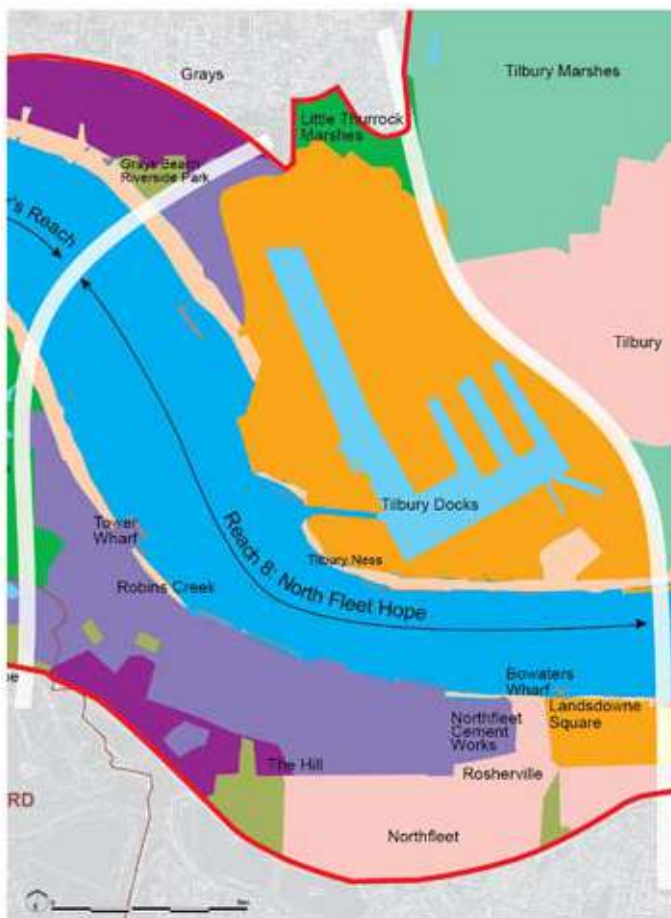 Grays
Tilbury Marshes
Little Thurrock
Marshes
Grays Beach
Riverside Park
's Reach
Tilbury
Tilbury Docks
Tower
Wharf
Tilbury Ness
Robins Creek
Reach 8: North Fleet Hope
Bowaters
Wharf
Landsdowne
Square
Northfleet
Cement
Works
The Hill
Rosherville
RD
Northfleet